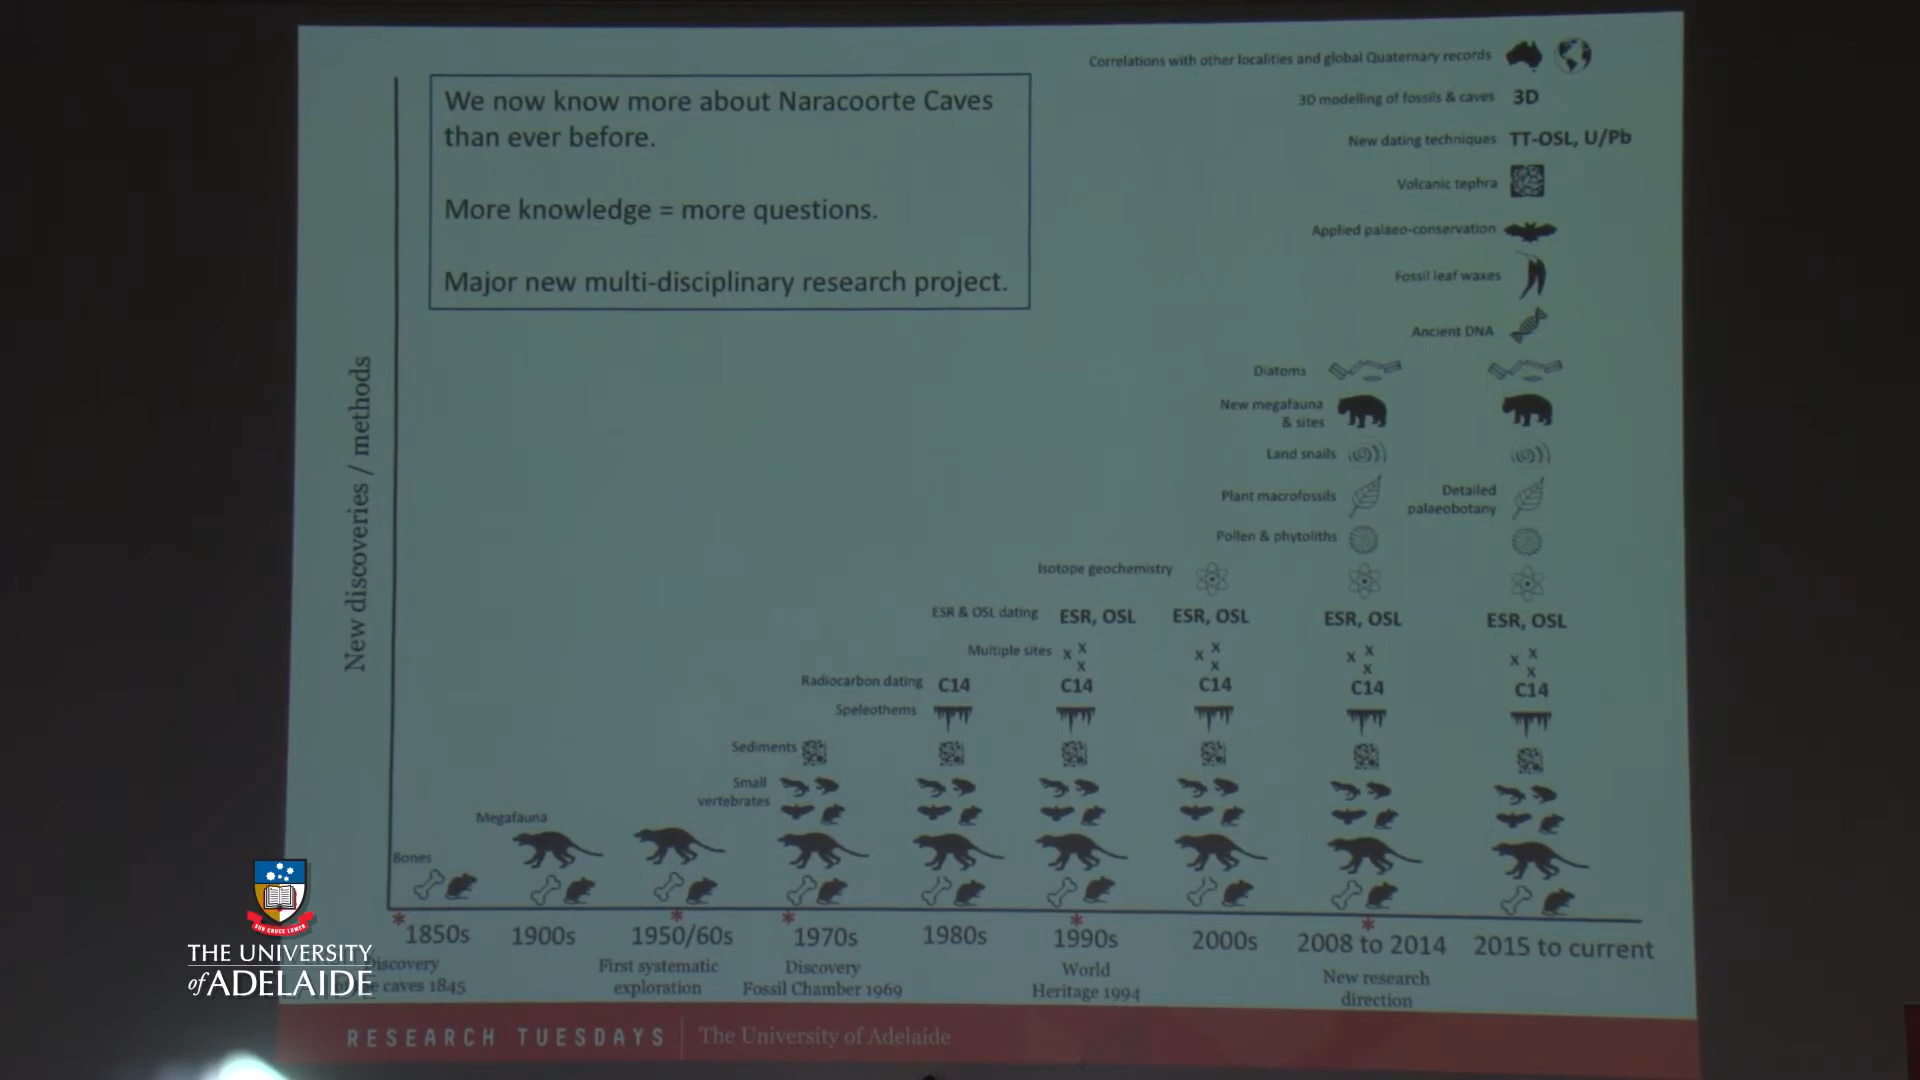 We now know more about Naracoorte Caves
than ever before.
More knowledge = more questions.
Major new multi-disciplinary research project.
Correlations with other localities and global Quaternary records
3D modelling of fossils & caves 3D
New dating techniques TT-OSL, U/Pb
Volcanic tephra
Applied palaeo-conservation
Fossil leaf waxes
Ancient DNA
Diatoms
New megafauna
& sites
Land snails
Plant macrofossils
Detailed
palaeobotany
Pollen & phytoliths
Isotope geochemistry
ESR & OSL dating ESR, OSL ESR, OSL ESR, OSL ESR, OSL
Multiple sites x x x x x x x x x x x x
Radiocarbon dating C14 C14 C14 C14 C14
Speleothems
Sediments
Small
vertebrates
Megafauna
Bones
New discoveries / methods
* * * * *
1850s 1900s 1950/60s 1970s 1980s 1990s 2000s 2008 to 2014 2015 to current
Discovery
caves 1845
First systematic
exploration
Discovery
Fossil Chamber 1969
World
Heritage 1994
New research
direction
RESEARCH TUESDAYS The University of Adelaide
SUB CRUCE LUMEN
THE UNIVERSITY
of ADELAIDE